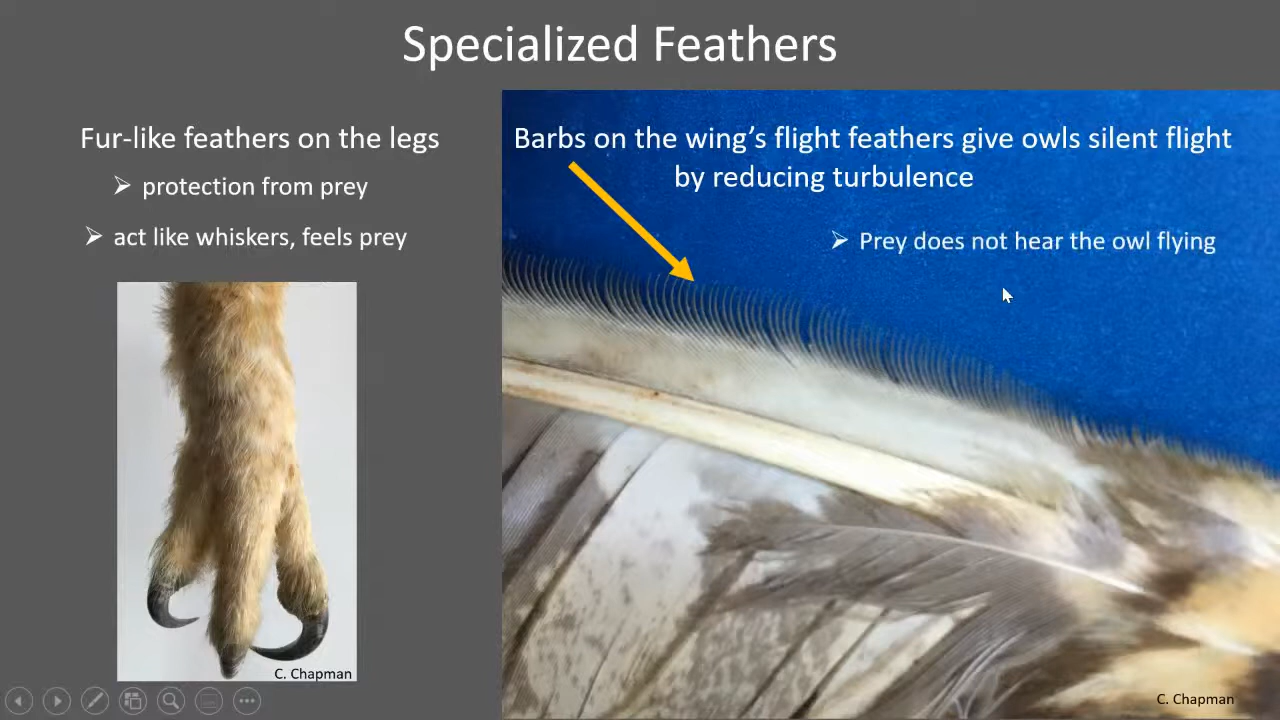 Specialized Feathers
Fur-like feathers on the legs
protection from prey
act like whiskers, feels prey
C. Chapman
Barbs on the wing’s flight feathers give owls silent flight
by reducing turbulence
Prey does not hear the owl flying
C. Chapman